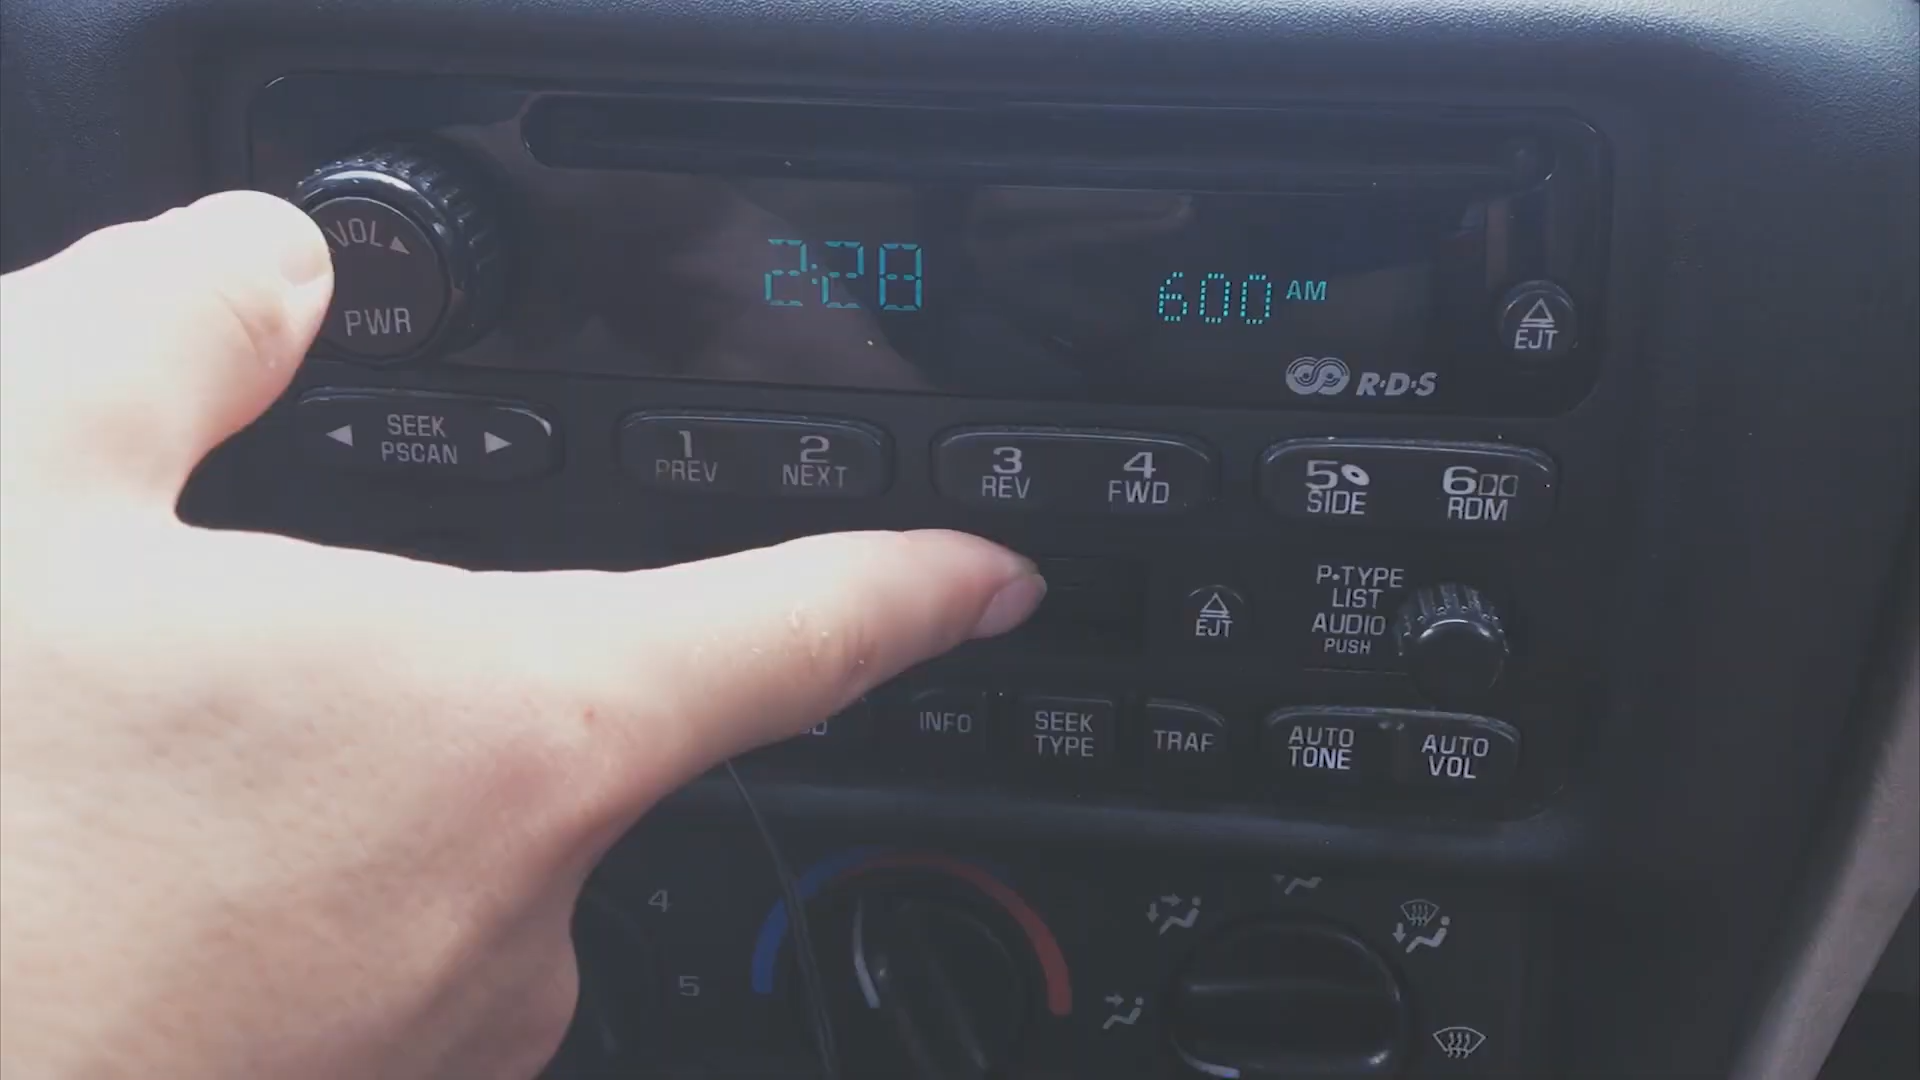 VOL
PWR
2:28
600 AM
EJT
R·D·S
SEEK
PSCAN
1
PREV
2
NEXT
3
REV
4
FWD
5
SIDE
6
RDM
EJT
P•TYPE
LIST
AUDIO
PUSH
INFO
SEEK
TYPE
TRAF
AUTO
TONE
AUTO
VOL
4
5